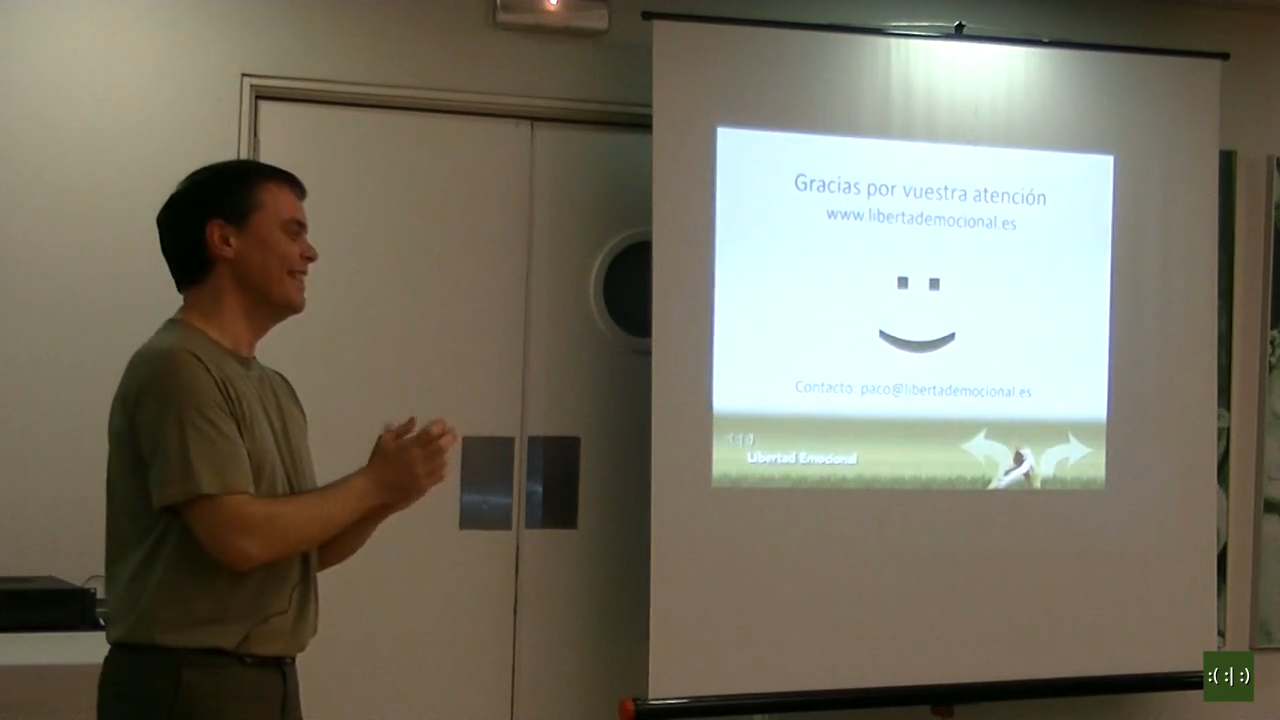 Gracias por vuestra atención
www.libertademocional.es
Contacto: paco@libertademocional.es
:(:|:)
Libertad Emocional
:( :| :)